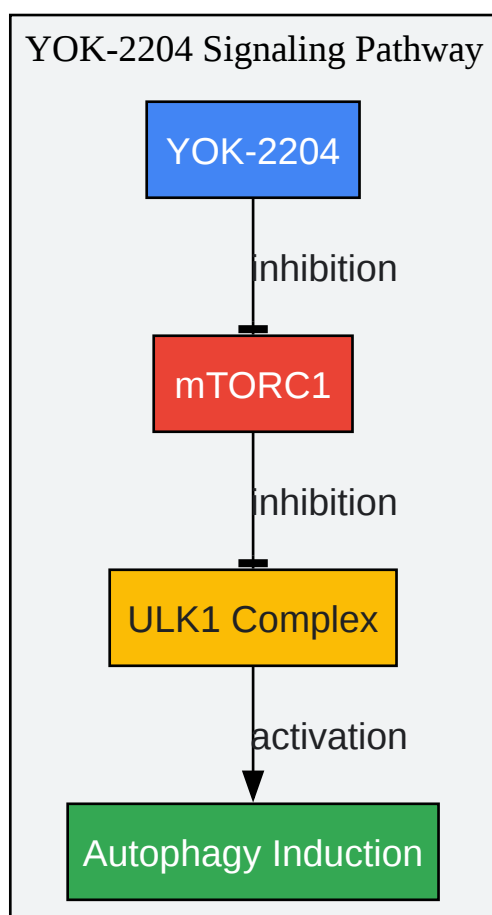 YOK-2204 Signaling Pathway
YOK-2204
inhibition
mTORC1
inhibition
ULK1 Complex
activation
Autophagy Induction